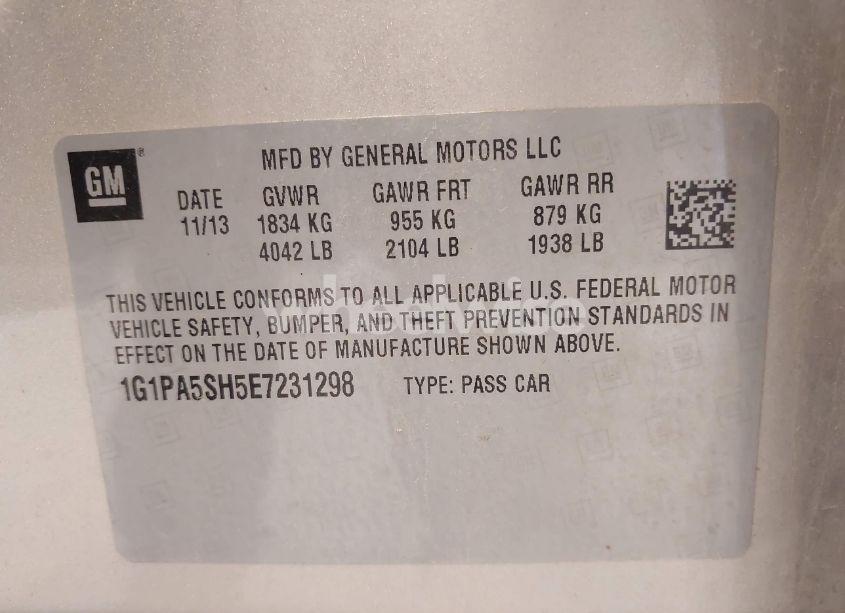 GM
MFD BY GENERAL MOTORS LLC
DATE GVWR GAWR FRT GAWR RR
11/13 1834 KG 955 KG 879 KG
4042 LB 2104 LB 1938 LB
THIS VEHICLE CONFORMS TO ALL APPLICABLE U.S. FEDERAL MOTOR
VEHICLE SAFETY, BUMPER, AND THEFT PREVENTION STANDARDS IN
EFFECT ON THE DATE OF MANUFACTURE SHOWN ABOVE.
1G1PA5SH5E7231298 TYPE: PASS CAR